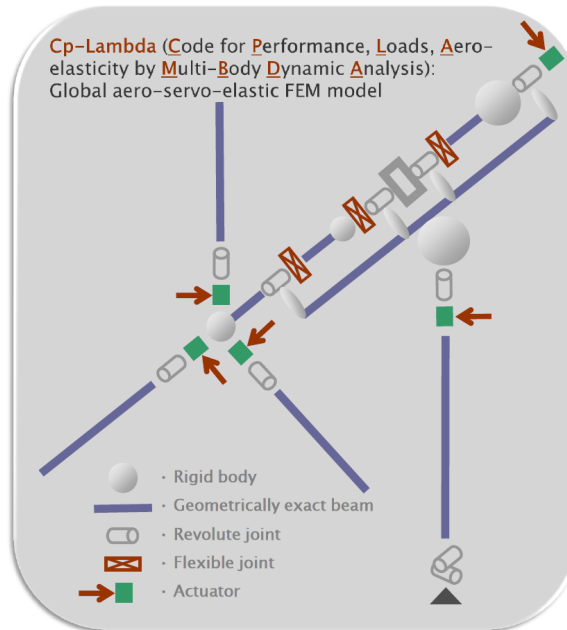 Cp-Lambda (Code for Performance, Loads, Aero-
elasticity by Multi-Body Dynamic Analysis):
Global aero-servo-elastic FEM model
· Rigid body
· Geometrically exact beam
· Revolute joint
· Flexible joint
· Actuator